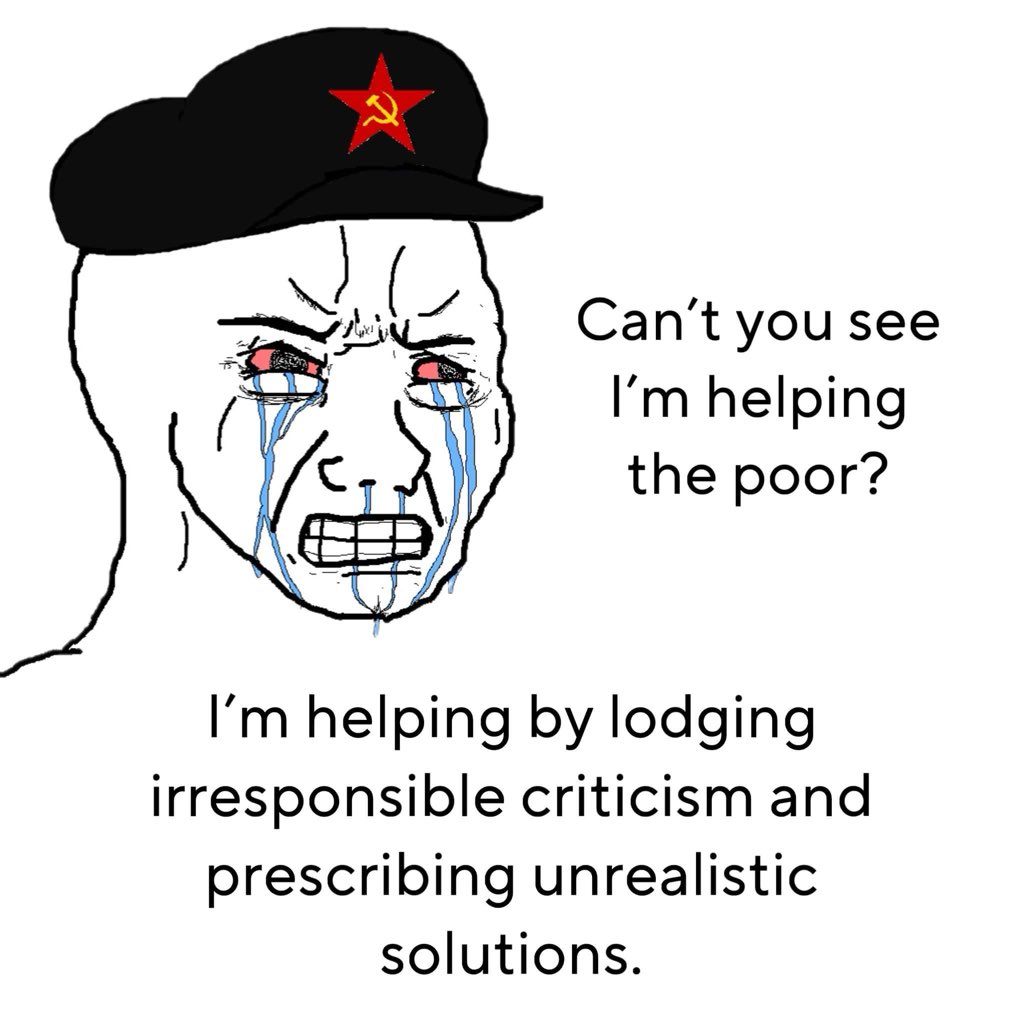 Can’t you see
I’m helping
the poor?
I’m helping by lodging
irresponsible criticism and
prescribing unrealistic
solutions.